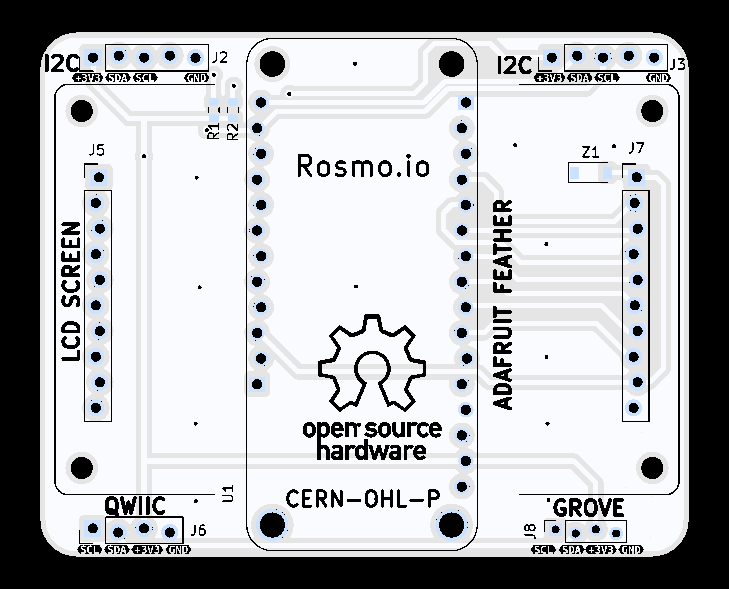 I2C
J2
+3V3 SDA SCL GND
I2C
J3
+3V3 SDA SCL GND
R1
R2
J5
Rosmo.io
Z1
J7
LCD SCREEN
ADAFRUIT FEATHER
open source
hardware
U1
CERN-OHL-P
QWIIC
J6
SCL SDA +3V3 GND
GROVE
J8
SCL SDA +3V3 GND